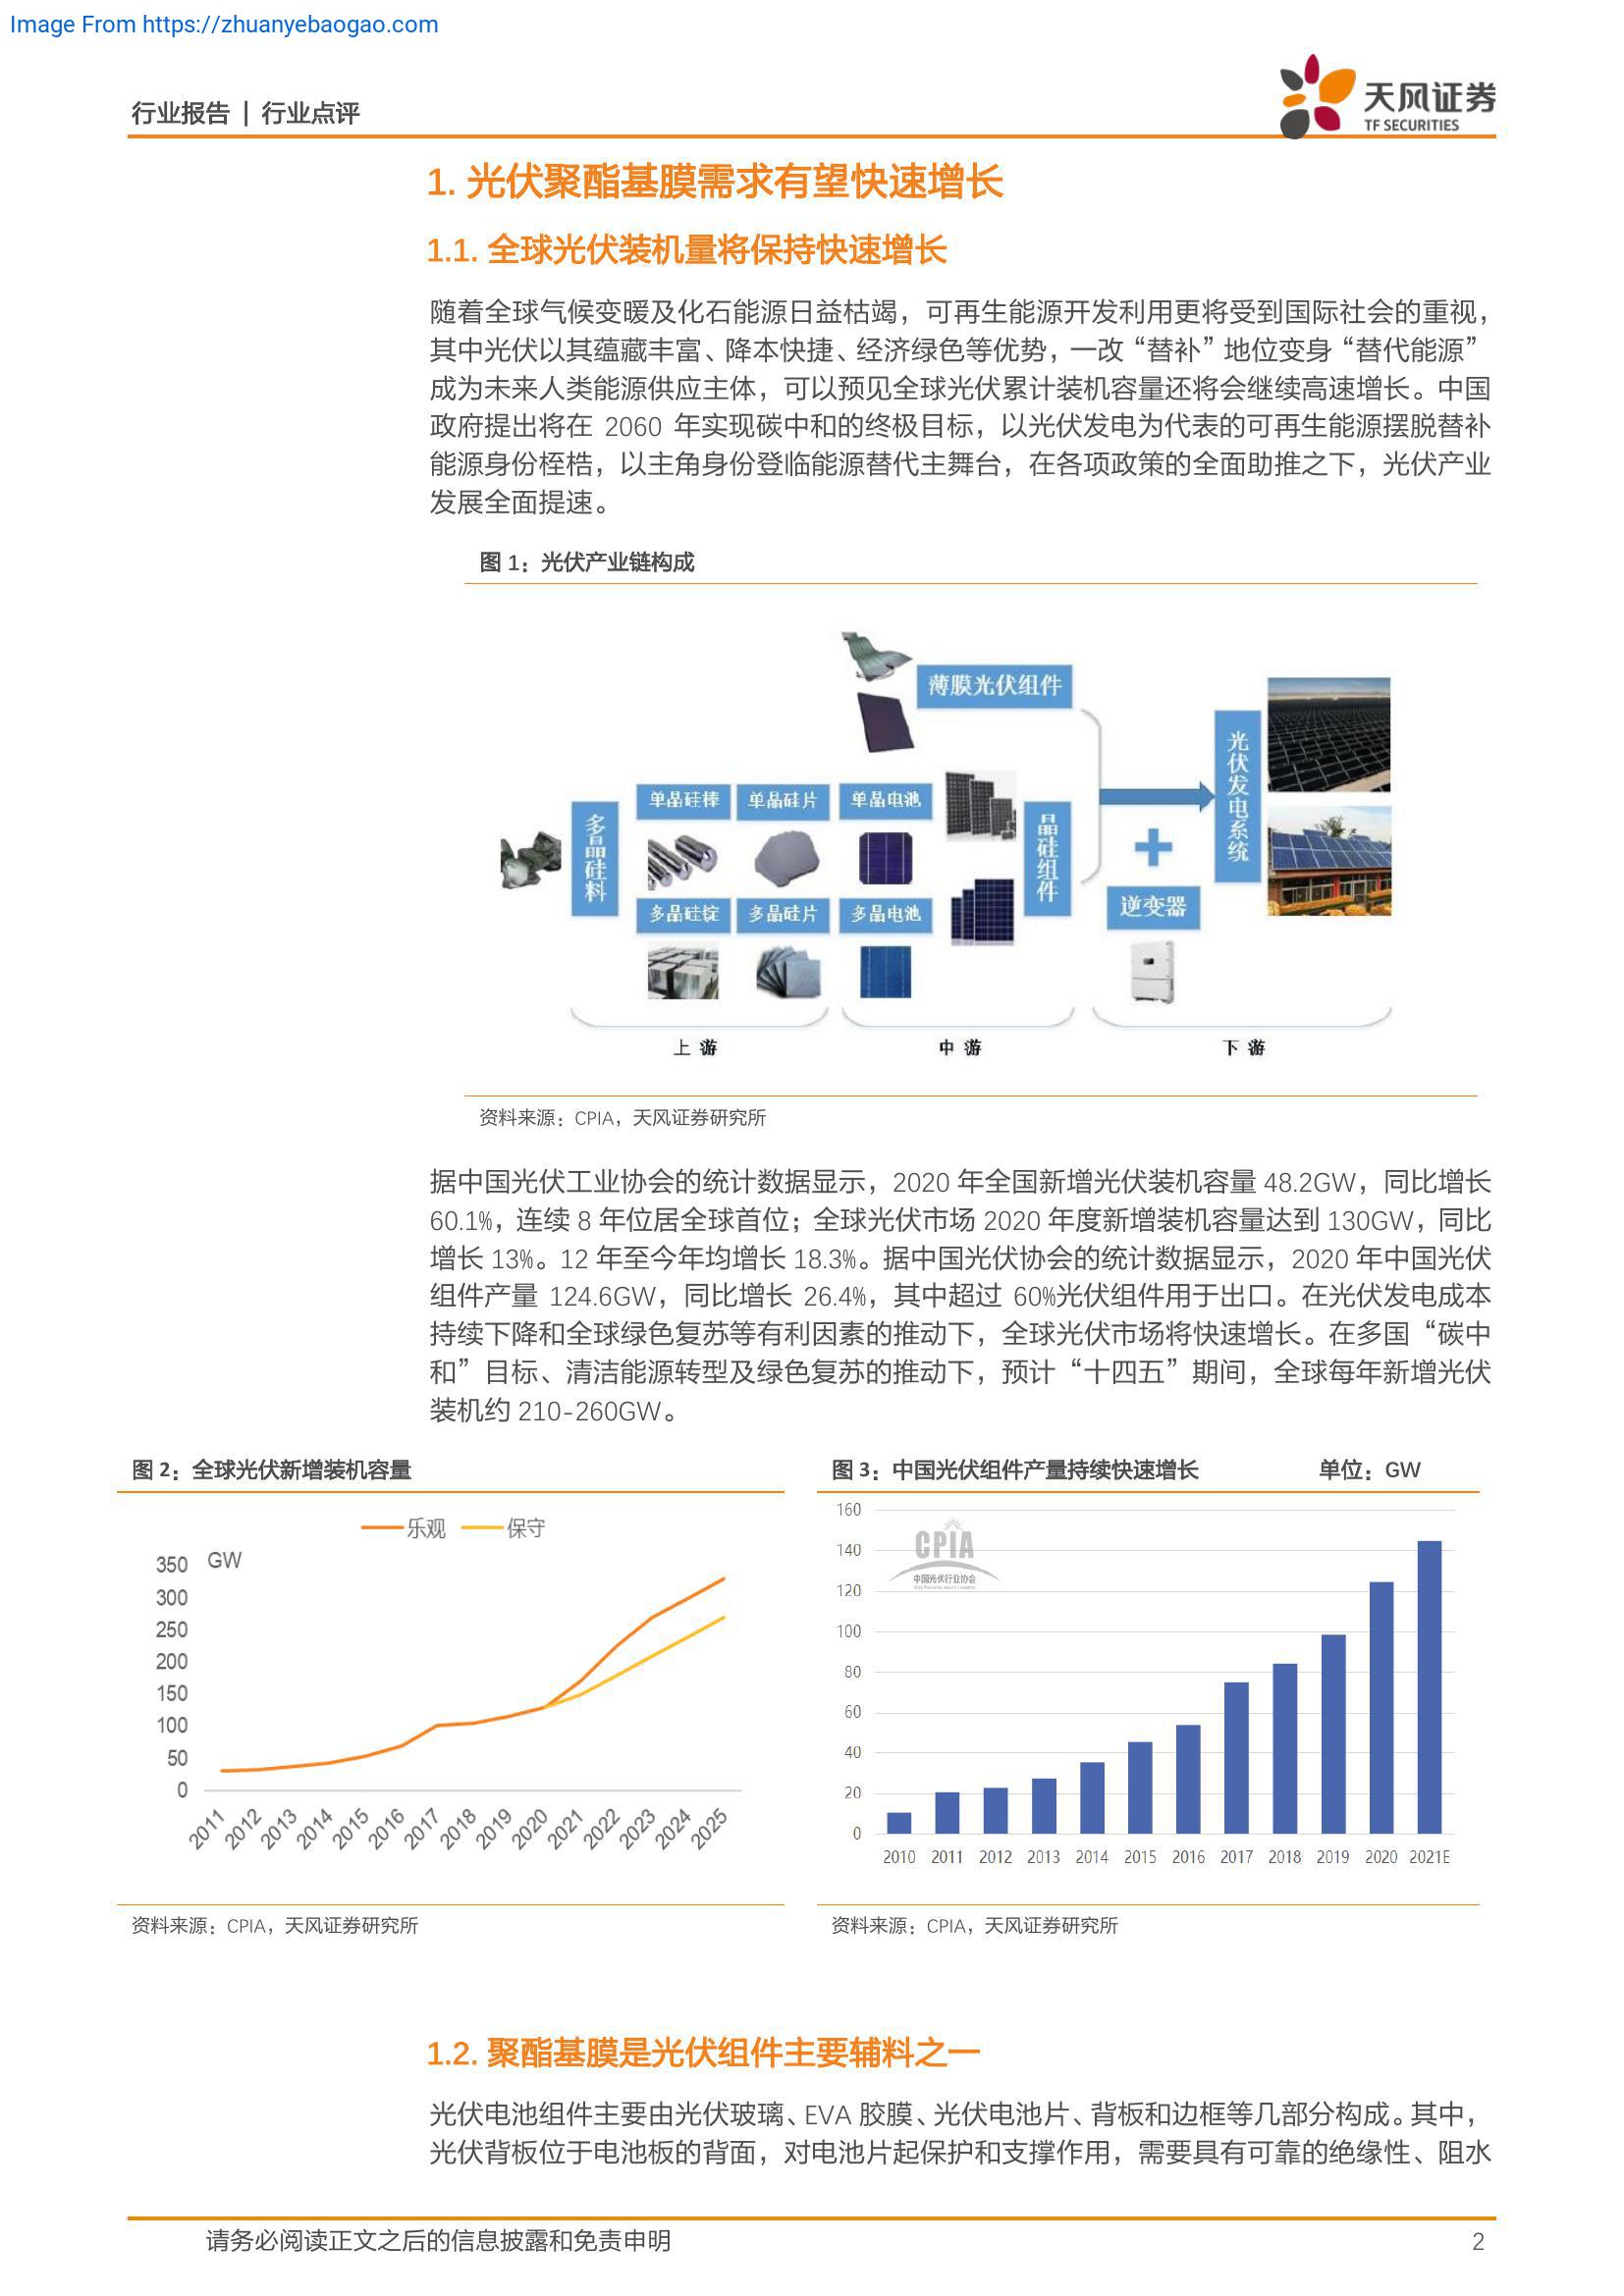 Image From https://zhuanyebaogao.com
行业报告 | 行业点评
天风证券
TF SECURITIES
1. 光伏聚酯基膜需求有望快速增长
1.1. 全球光伏装机量将保持快速增长
随着全球气候变暖及化石能源日益枯竭，可再生能源开发利用更将受到国际社会的重视，
其中光伏以其蕴藏丰富、降本快捷、经济绿色等优势，一改“替补”地位变身“替代能源”
成为未来人类能源供应主体，可以预见全球光伏累计装机容量还将会继续高速增长。中国
政府提出将在 2060 年实现碳中和的终极目标，以光伏发电为代表的可再生能源摆脱替补
能源身份桎梏，以主角身份登临能源替代主舞台，在各项政策的全面助推之下，光伏产业
发展全面提速。
图 1：光伏产业链构成
薄膜光伏组件
光伏发电系统
单晶硅棒 单晶硅片 单晶电池
多晶硅料
晶硅组件
多晶硅锭 多晶硅片 多晶电池
逆变器
上 游 中 游 下 游
资料来源：CPIA，天风证券研究所
据中国光伏工业协会的统计数据显示，2020 年全国新增光伏装机容量 48.2GW，同比增长
60.1%，连续 8 年位居全球首位；全球光伏市场 2020 年度新增装机容量达到 130GW，同比
增长 13%。12 年至今年均增长 18.3%。据中国光伏协会的统计数据显示，2020 年中国光伏
组件产量 124.6GW，同比增长 26.4%，其中超过 60%光伏组件用于出口。在光伏发电成本
持续下降和全球绿色复苏等有利因素的推动下，全球光伏市场将快速增长。在多国“碳中
和”目标、清洁能源转型及绿色复苏的推动下，预计“十四五”期间，全球每年新增光伏
装机约 210-260GW。
图 2：全球光伏新增装机容量
乐观 保守
GW
350
300
250
200
150
100
50
0
2011 2012 2013 2014 2015 2016 2017 2018 2019 2020 2021 2022 2023 2024 2025
资料来源：CPIA，天风证券研究所
图 3：中国光伏组件产量持续快速增长 单位：GW
CPIA
中国光伏行业协会
160
140
120
100
80
60
40
20
0
2010 2011 2012 2013 2014 2015 2016 2017 2018 2019 2020 2021E
资料来源：CPIA，天风证券研究所
1.2. 聚酯基膜是光伏组件主要辅料之一
光伏电池组件主要由光伏玻璃、EVA 胶膜、光伏电池片、背板和边框等几部分构成。其中，
光伏背板位于电池板的背面，对电池片起保护和支撑作用，需要具有可靠的绝缘性、阻水
请务必阅读正文之后的信息披露和免责申明
2